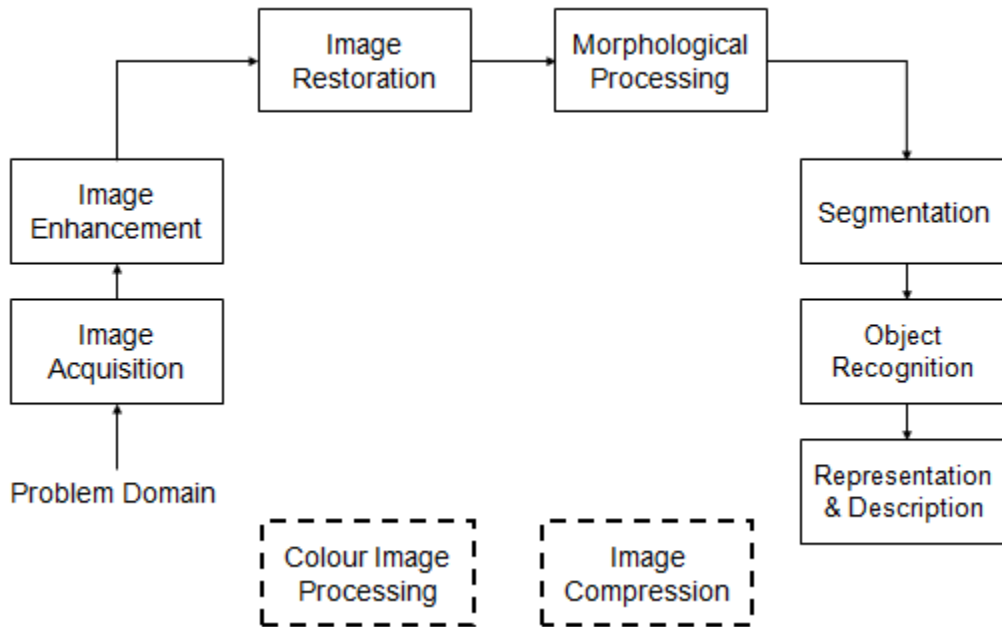 Image
Restoration
Morphological
Processing
Image
Enhancement
Segmentation
Image
Acquisition
Object
Recognition
Problem Domain
Representation
& Description
Colour Image
Processing
Image
Compression